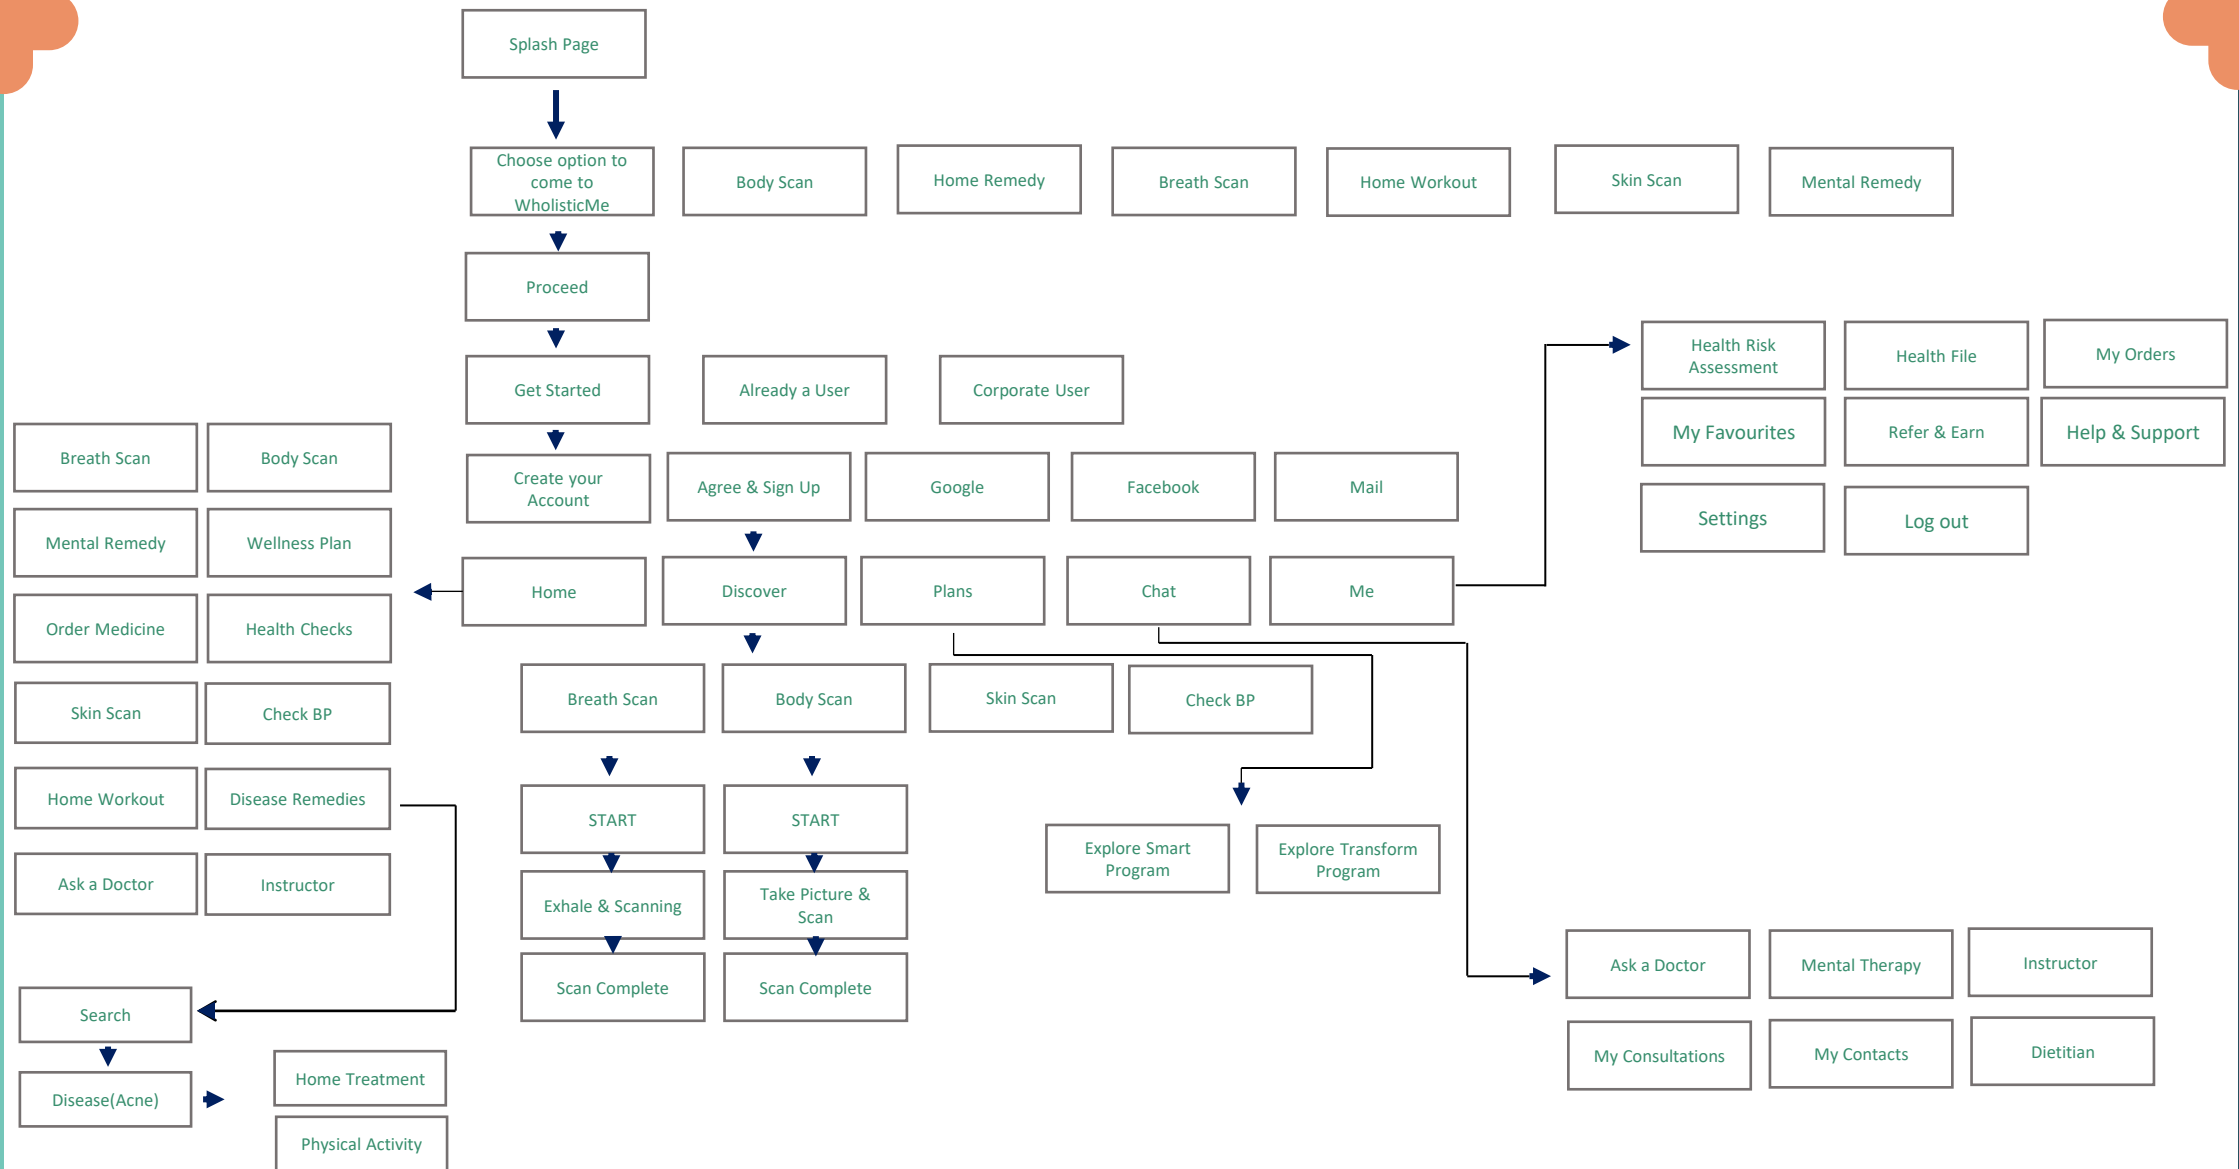 Splash Page
Choose option to
come to
WholisticMe
Body Scan
Home Remedy
Breath Scan
Home Workout
Skin Scan
Mental Remedy
Proceed
Get Started
Already a User
Corporate User
Health Risk
Assessment
Health File
My Orders
My Favourites
Refer & Earn
Help & Support
Settings
Log out
Create your
Account
Agree & Sign Up
Google
Facebook
Mail
Home
Discover
Plans
Chat
Me
Breath Scan
Body Scan
Mental Remedy
Wellness Plan
Order Medicine
Health Checks
Skin Scan
Check BP
Home Workout
Disease Remedies
Ask a Doctor
Instructor
Breath Scan
Body Scan
Skin Scan
Check BP
START
START
Exhale & Scanning
Take Picture &
Scan
Scan Complete
Scan Complete
Explore Smart
Program
Explore Transform
Program
Ask a Doctor
Mental Therapy
Instructor
My Consultations
My Contacts
Dietitian
Search
Disease(Acne)
Home Treatment
Physical Activity